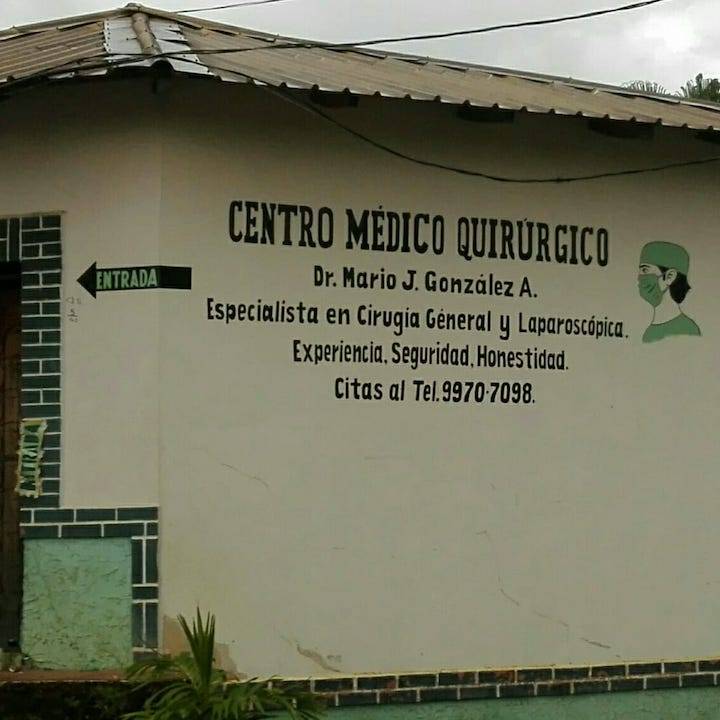 CENTRO MÉDICO QUIRÚRGICO
Dr. Mario J. González A.
Especialista en Cirugía Géneral y Laparoscópica.
Experiencia, Seguridad, Honestidad.
Citas al Tel. 9970-7098.
ENTRADA